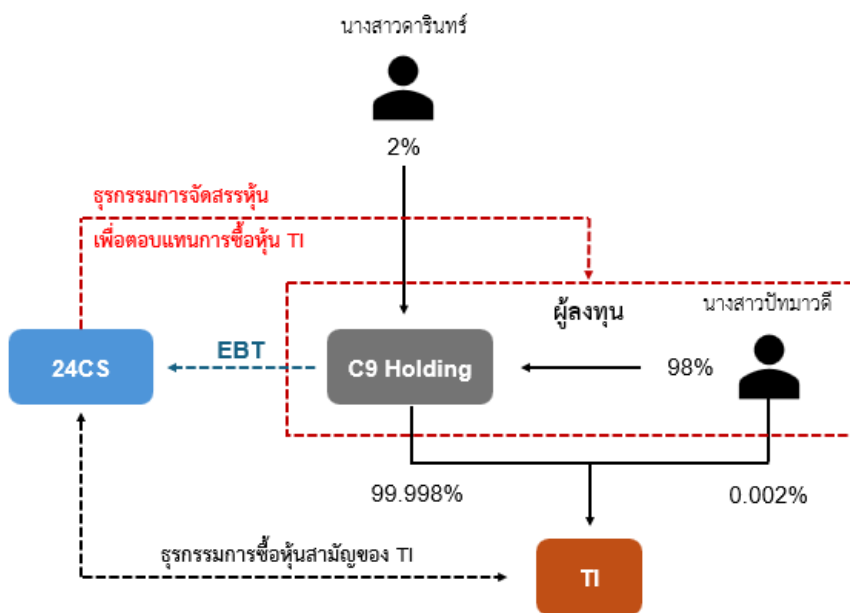 นางสาวดารินทร์
2%
ธุรกรรมการจัดสรรหุ้น
เพื่อตอบแทนการซื้อหุ้น TI
ผู้ลงทุน
นางสาวปัทมาวดี
24CS
EBT
C9 Holding
98%
99.998%
0.002%
ธุรกรรมการซื้อหุ้นสามัญของ TI
TI